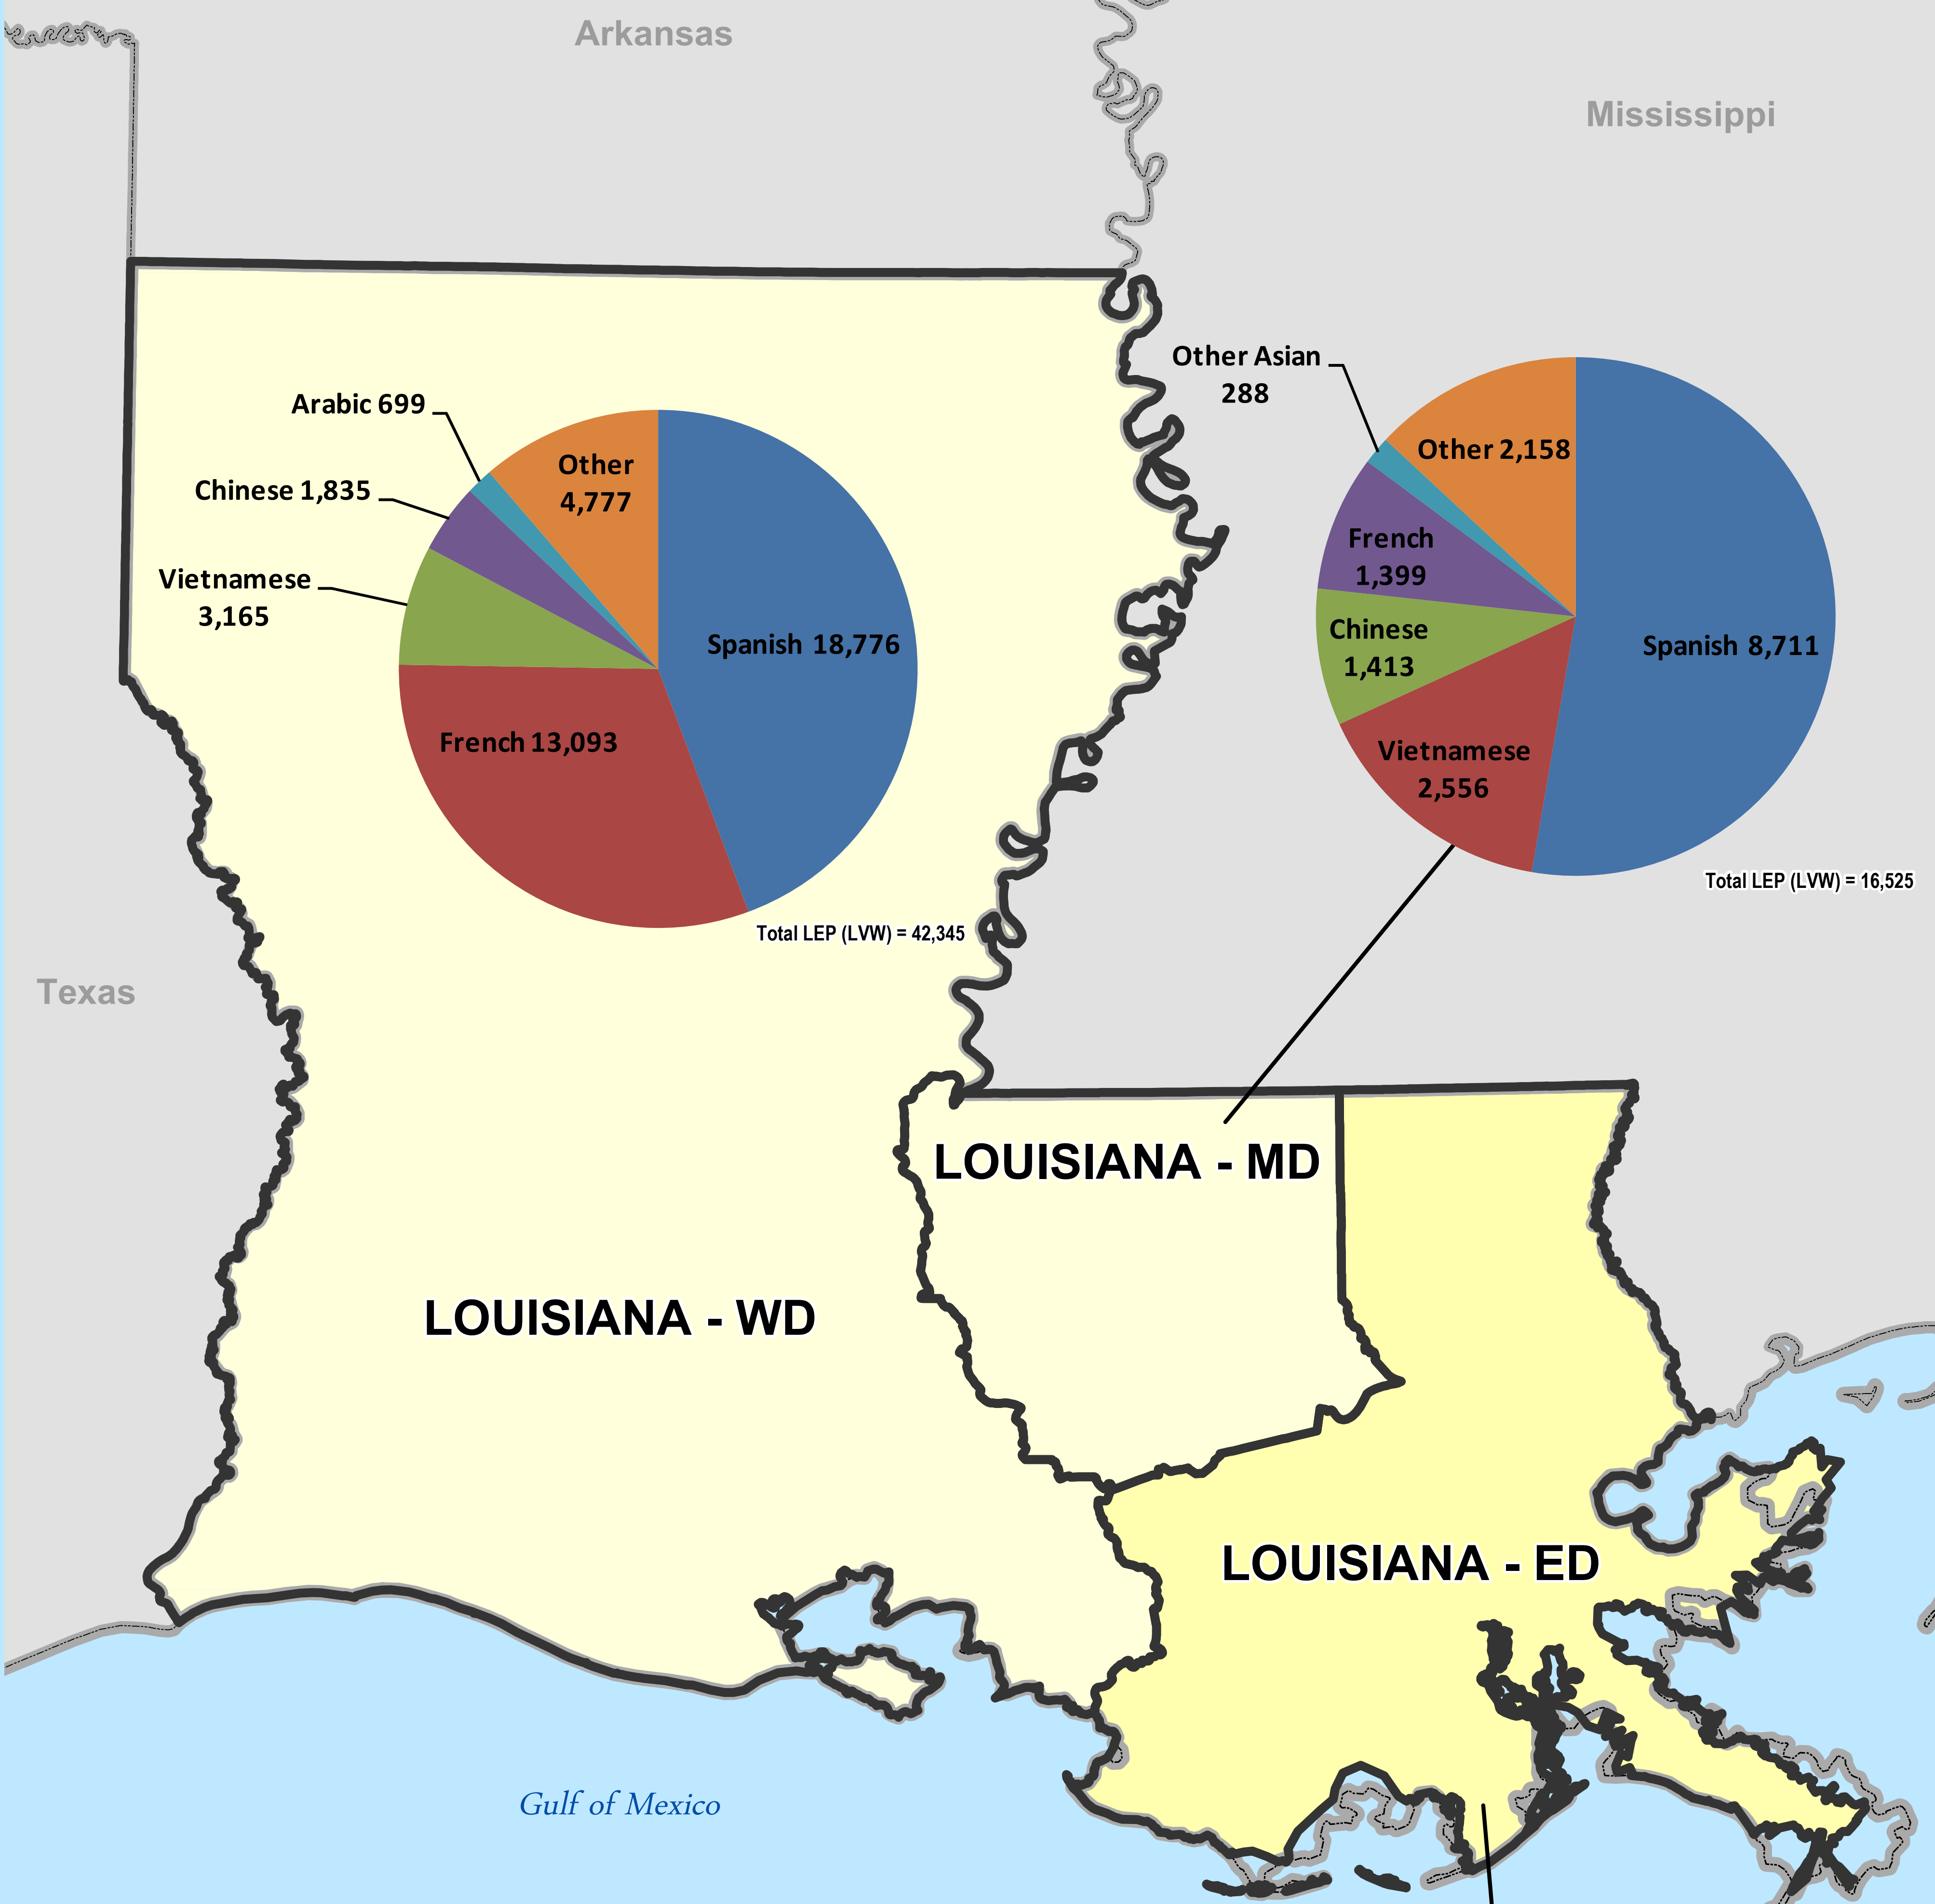 Arkansas
Mississippi
Other Asian
288
Arabic 699
Other 2,158
Other
4,777
Chinese 1,835
French
1,399
Vietnamese
3,165
Chinese
1,413
Spanish 18,776
Spanish 8,711
French 13,093
Vietnamese
2,556
Total LEP (LVW) = 16,525
Total LEP (LVW) = 42,345
Texas
LOUISIANA - MD
LOUISIANA - WD
LOUISIANA - ED
Gulf of Mexico